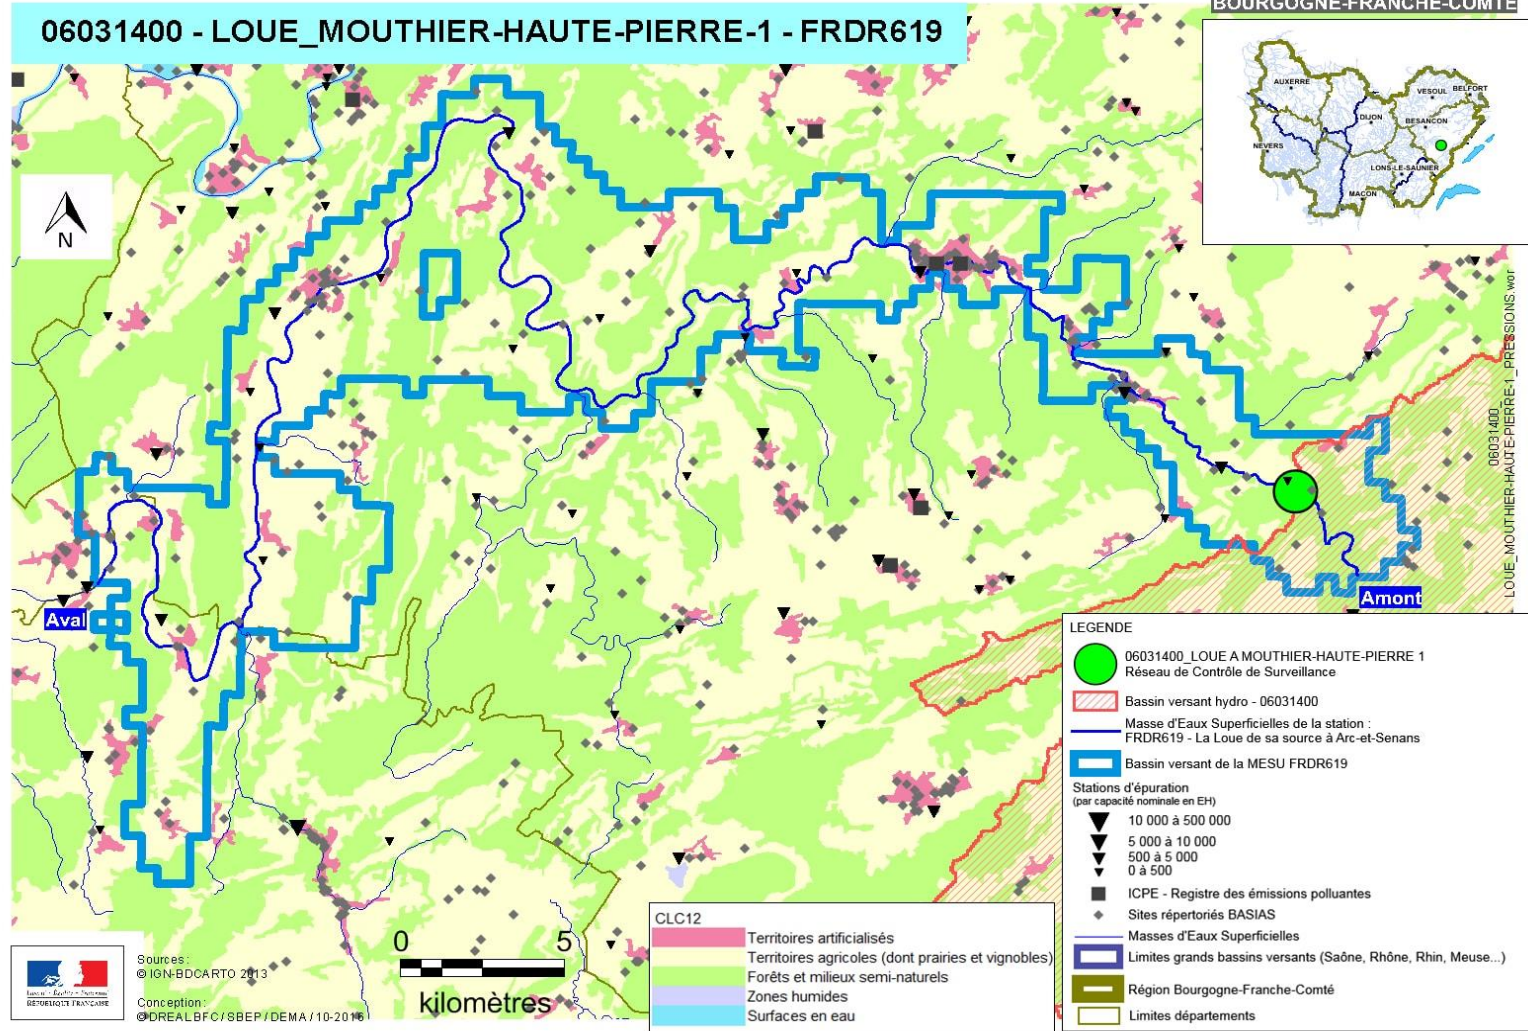 06031400 - LOUE_MOUTHIER-HAUTE-PIERRE-1 - FRDR619
BOURGOGNE-FRANCHE-COMTE
AUXERRE
VESOUL
BELFORT
DIJON
BESANCON
NEVERS
LONS-LE-SAUNIER
MACON
N
06031400_
LOUE_MOUTHIER-HAUTE-PIERRE-1_PRESSIONS.wor
Aval
Amont
LEGENDE
06031400_LOUE A MOUTHIER-HAUTE-PIERRE 1
Réseau de Contrôle de Surveillance
Bassin versant hydro - 06031400
Masse d'Eaux Superficielles de la station :
FRDR619 - La Loue de sa source à Arc-et-Senans
Bassin versant de la MESU FRDR619
Stations d'épuration
(par capacité nominale en EH)
10 000 à 500 000
5 000 à 10 000
500 à 5 000
0 à 500
ICPE - Registre des émissions polluantes
Sites répertoriés BASIAS
Masses d'Eaux Superficielles
Limites grands bassins versants (Saône, Rhône, Rhin, Meuse...)
Région Bourgogne-Franche-Comté
Limites départements
CLC12
Territoires artificialisés
Territoires agricoles (dont prairies et vignobles)
Forêts et milieux semi-naturels
Zones humides
Surfaces en eau
0 5
kilomètres
Liberté • Égalité • Fraternité
RÉPUBLIQUE FRANÇAISE
Sources :
© IGN-BDCARTO 2013
Conception :
©DREALBFC / SBEP / DEMA / 10-2016